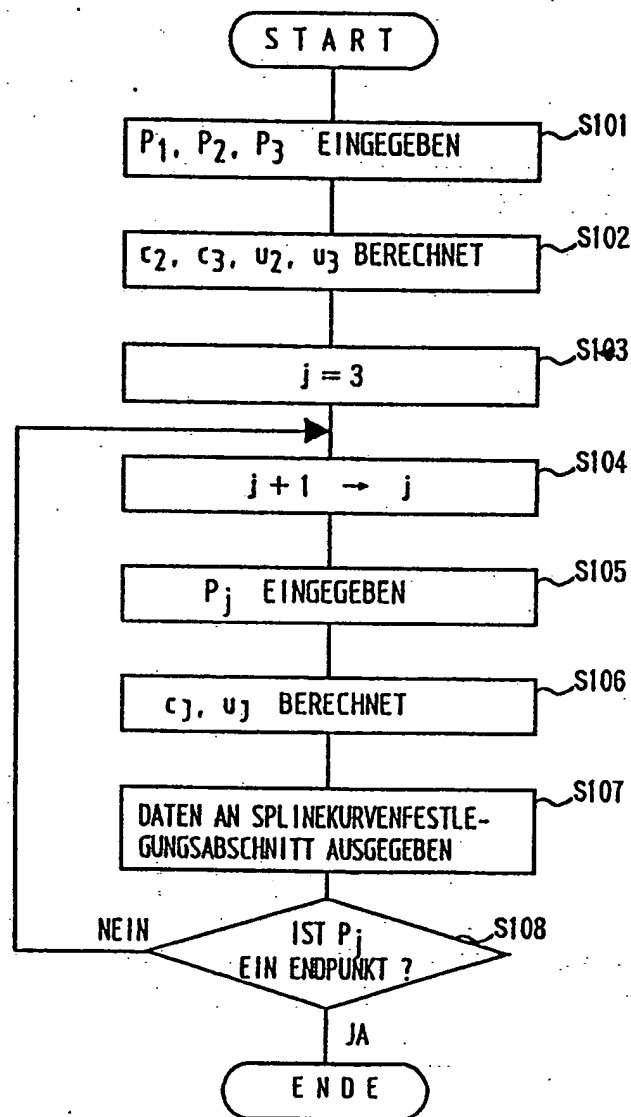 START
S101
P1, P2, P3 EINGEGEBEN
S102
c2, c3, u2, u3 BERECHNET
S103
j = 3
S104
j + 1 → j
S105
Pj EINGEGEBEN
S106
cj, uj BERECHNET
S107
DATEN AN SPLINEKURVENFESTLE-
GUNGSABSCHNITT AUSGEGEBEN
NEIN
S108
IST Pj
EIN ENDPUNKT ?
JA
ENDE